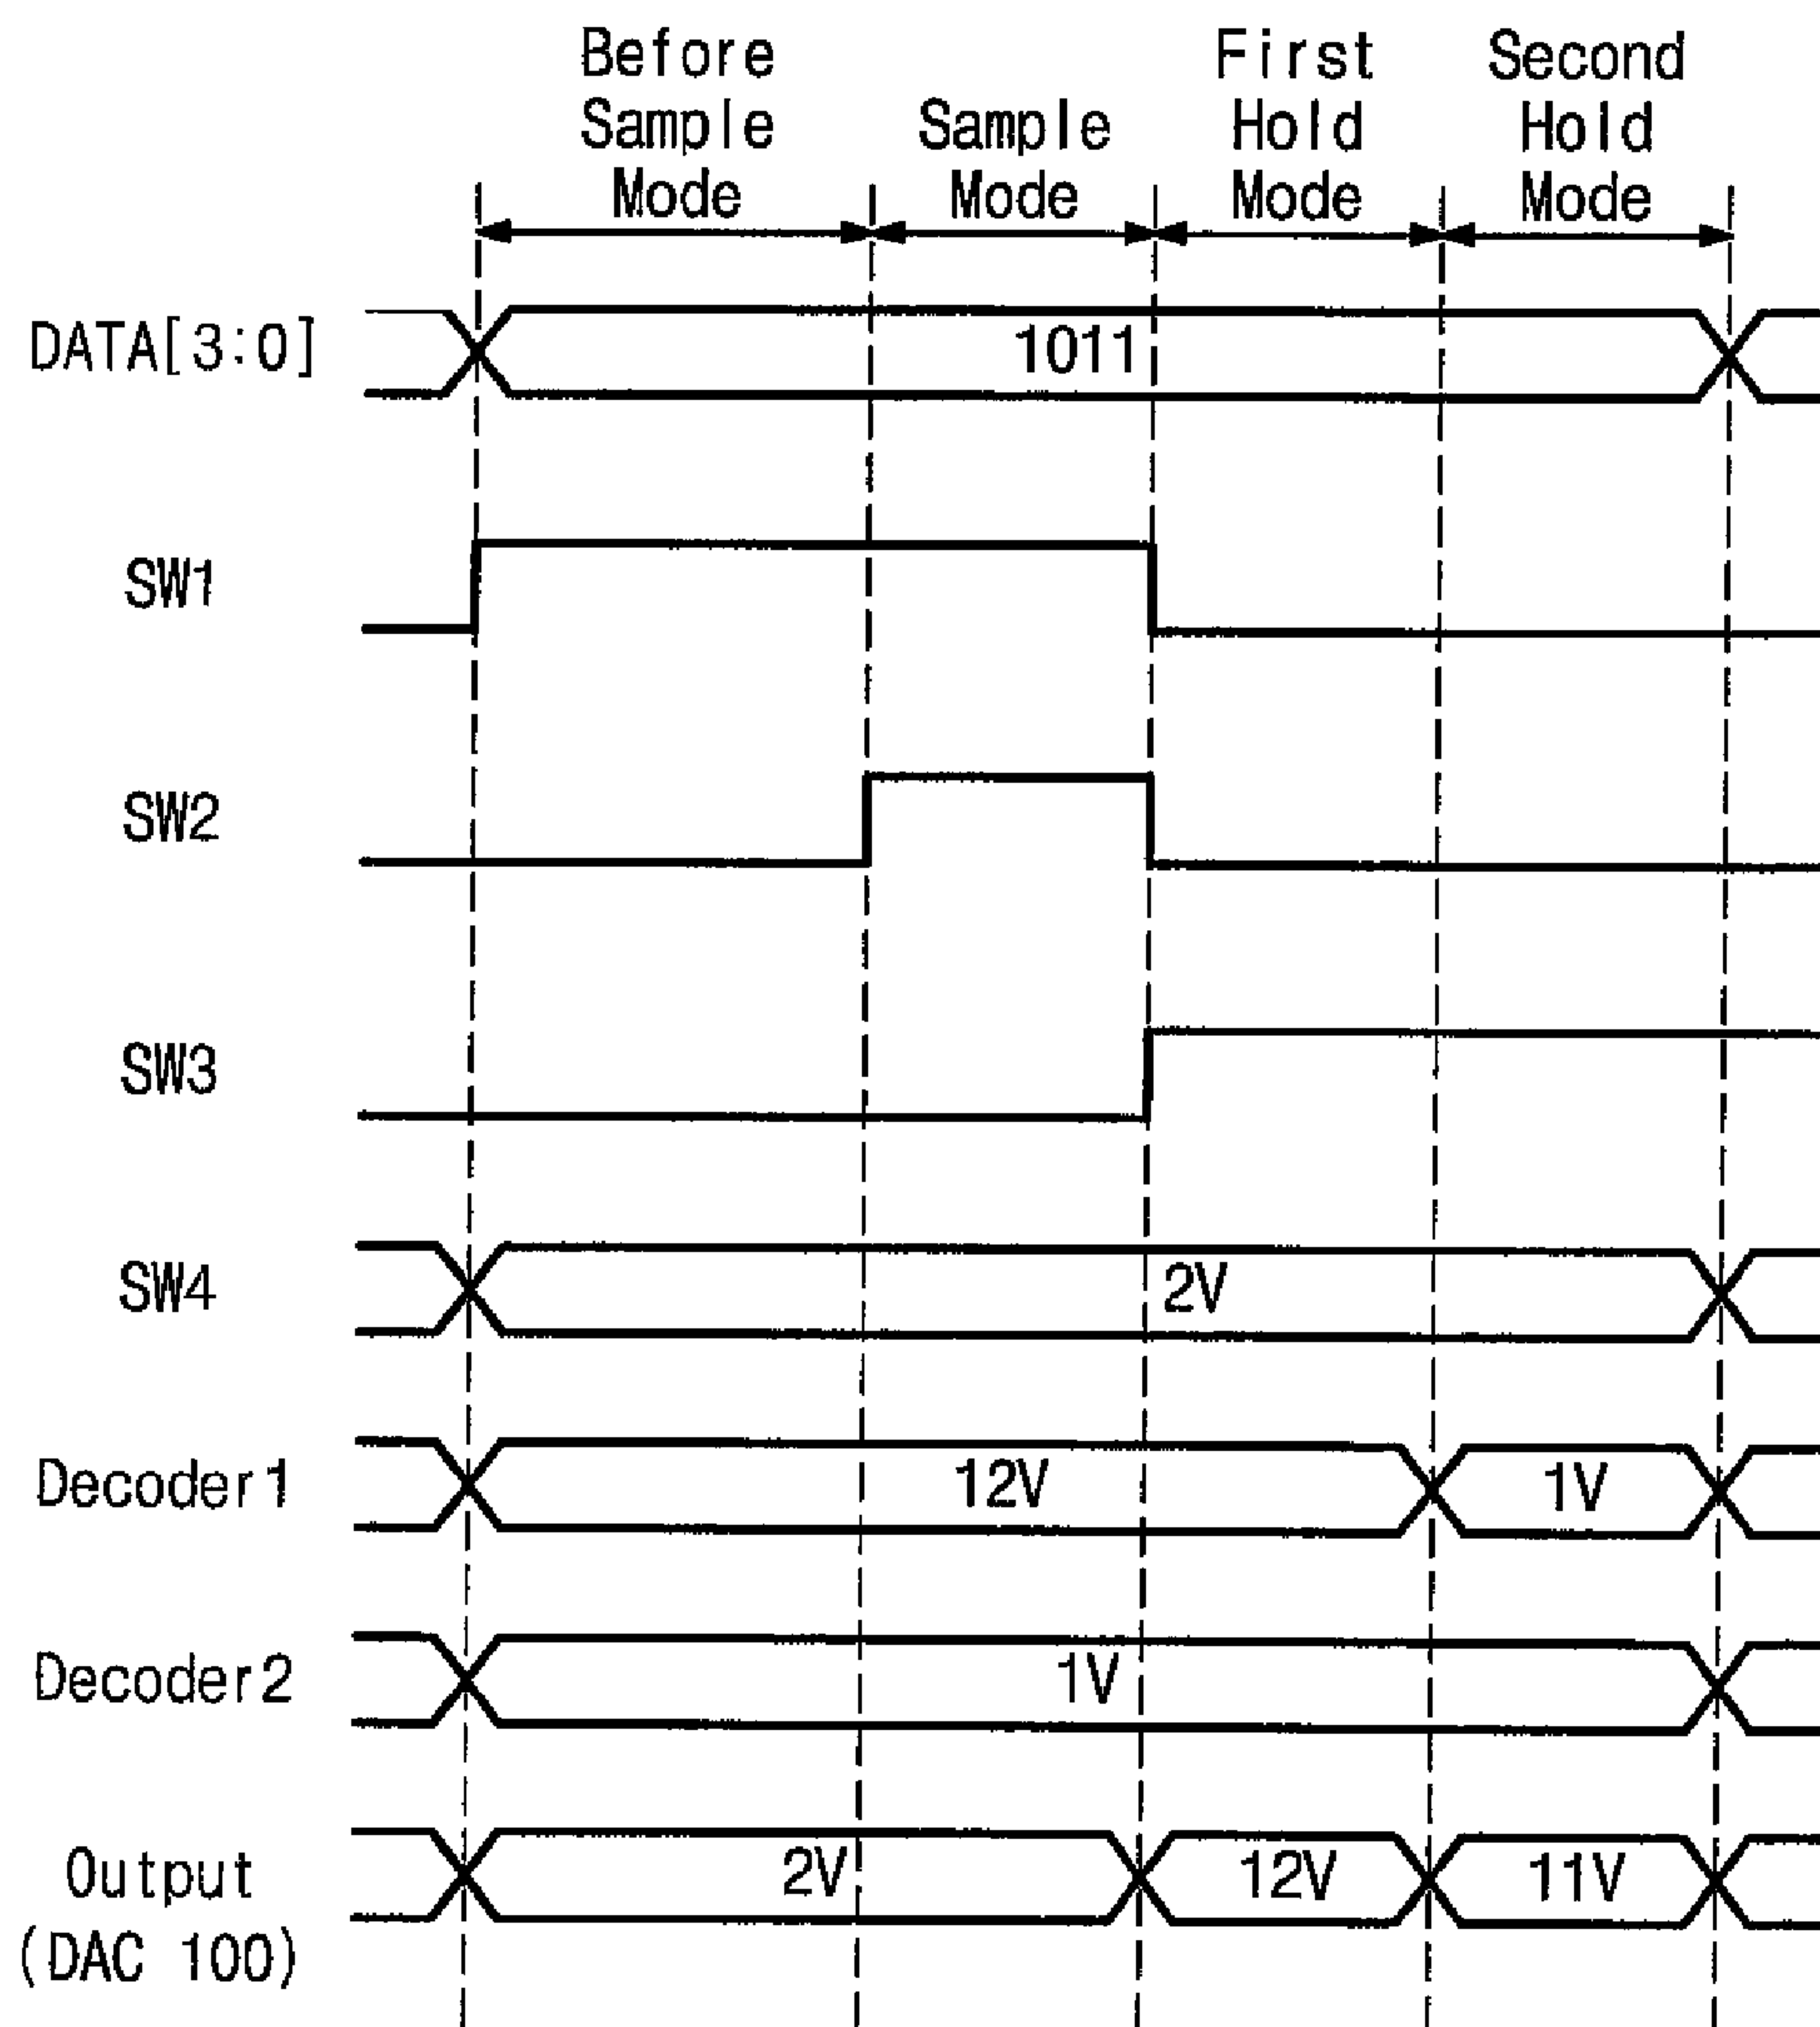 Before
Sample
Mode
Sample
Mode
First
Hold
Mode
Second
Hold
Mode
DATA[3:0]
1011
SW1
SW2
SW3
SW4
2V
Decoder1
12V
1V
Decoder2
1V
Output
(DAC 100)
2V
12V
11V